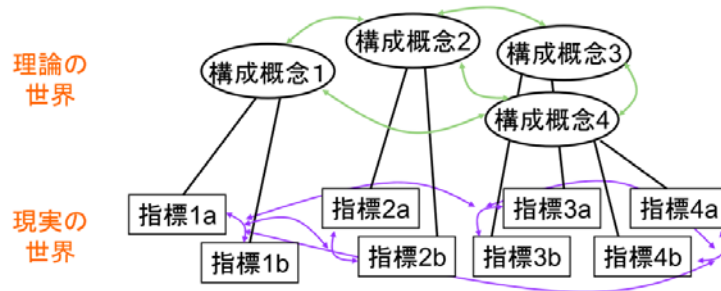 理論の
世界
構成概念1
構成概念2
構成概念3
構成概念4
現実の
世界
指標1a
指標1b
指標2a
指標2b
指標3a
指標3b
指標4a
指標4b